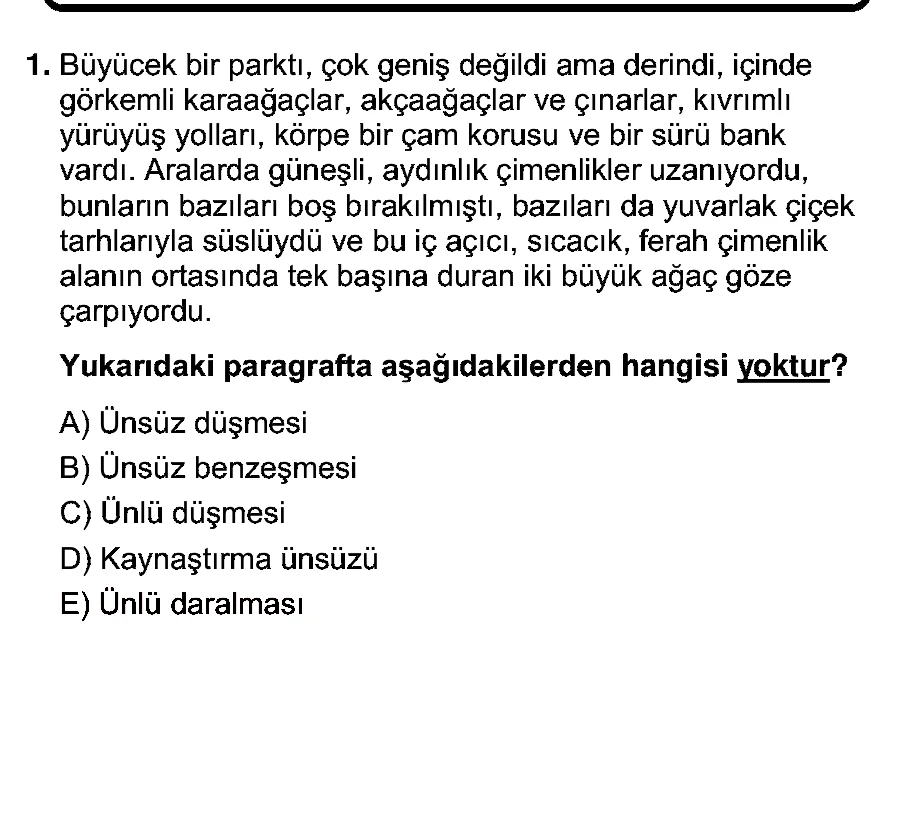 1. Büyücek bir parktı, çok geniş değildi ama derindi, içinde
görkemli karaağaçlar, akçaağaçlar ve çınarlar, kıvrımlı
yürüyüş yolları, körpe bir çam korusu ve bir sürü bank
vardı. Aralarda güneşli, aydınlık çimenlikler uzanıyordu,
bunların bazıları boş bırakılmıştı, bazıları da yuvarlak çiçek
tarhlarıyla süslüydü ve bu iç açıcı, sıcacık, ferah çimenlik
alanın ortasında tek başına duran iki büyük ağaç göze
çarpıyordu.
Yukarıdaki paragrafta aşağıdakilerden hangisi yoktur?
A) Ünsüz düşmesi
B) Ünsüz benzeşmesi
C) Ünlü düşmesi
D) Kaynaştırma ünsüzü
E) Ünlü daralması